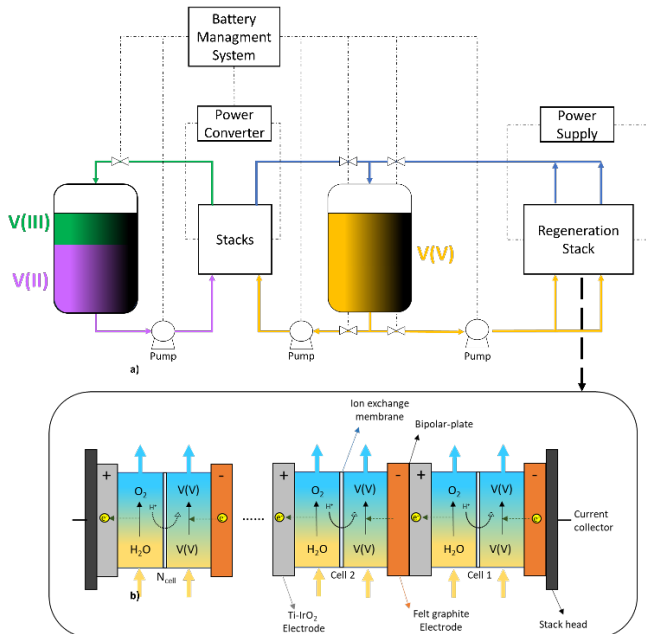 Battery
Managment
System
Power
Converter
Power
Supply
V(III)
V(II)
Stacks
V(V)
Regeneration
Stack
Pump
Pump
Pump
a)
Ion exchange
membrane
Bipolar-plate
+
-
-
+
-
+
-
O2
V(V)
O2
V(V)
O2
V(V)
H+
H+
H+
e-
e-
e-
e-
e-
Current
collector
H2O
V(V)
H2O
V(V)
H2O
V(V)
b)
Ncell
Cell 2
Cell 1
Ti-IrO2
Electrode
Felt graphite
Electrode
Stack head